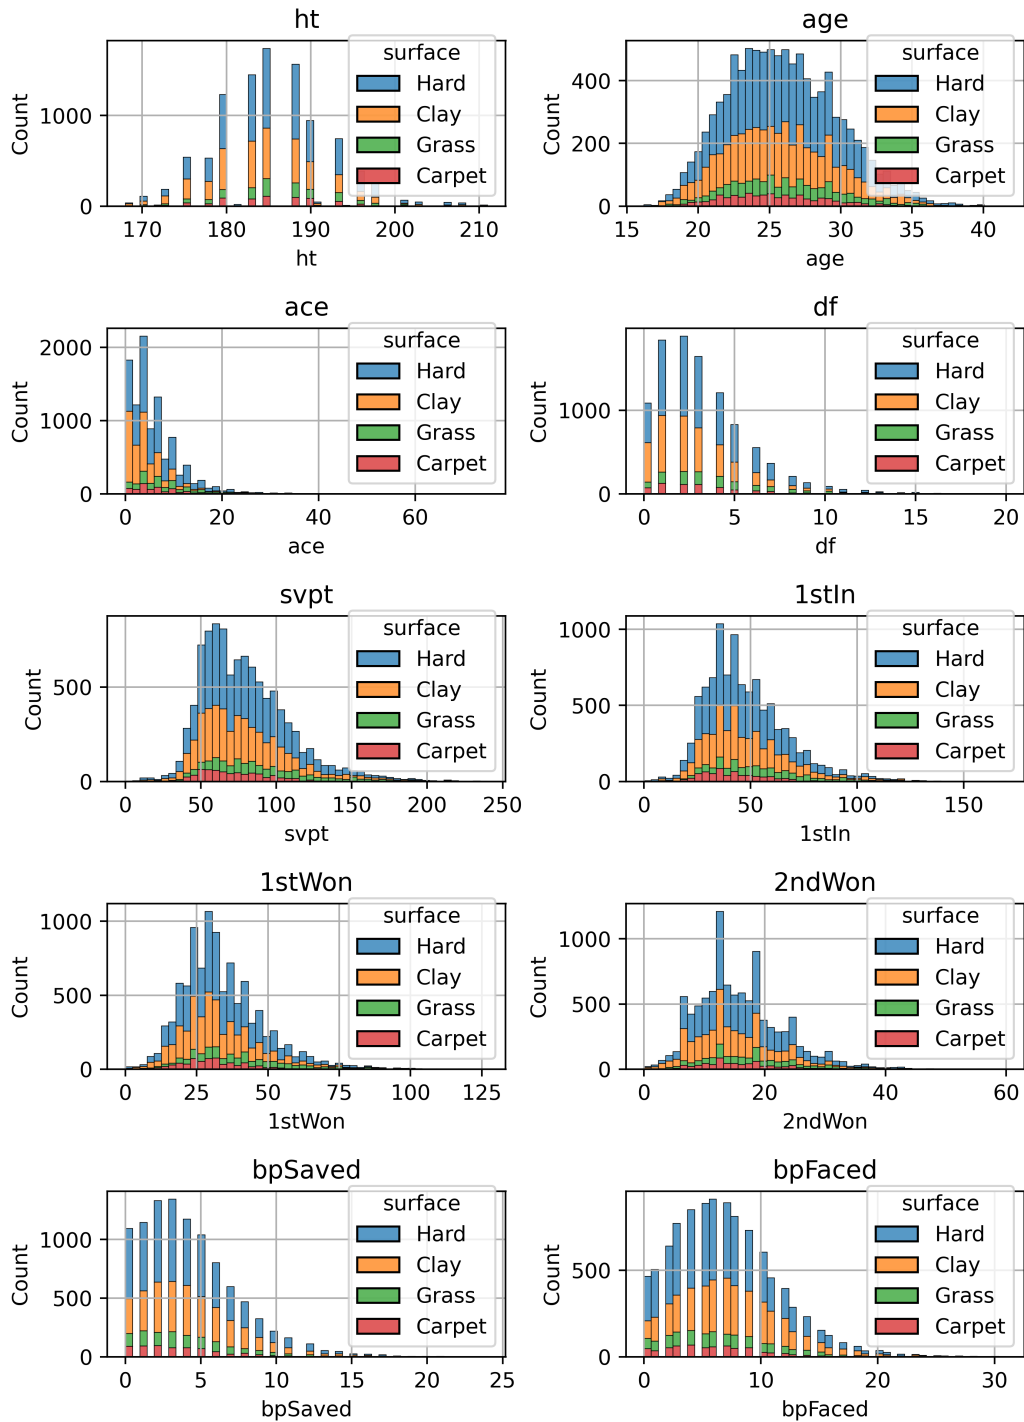 ht
age
Count
1000
0
170
180
190
200
210
ht
surface
Hard
Clay
Grass
Carpet
Count
400
200
0
15
20
25
30
35
40
age
surface
Hard
Clay
Grass
Carpet
ace
df
Count
2000
1000
0
0
20
40
60
ace
surface
Hard
Clay
Grass
Carpet
Count
1000
0
0
5
10
15
20
df
surface
Hard
Clay
Grass
Carpet
svpt
1stIn
Count
500
0
0
50
100
150
200
250
svpt
surface
Hard
Clay
Grass
Carpet
Count
1000
500
0
0
50
100
150
1stIn
surface
Hard
Clay
Grass
Carpet
1stWon
2ndWon
Count
1000
500
0
0
25
50
75
100
125
1stWon
surface
Hard
Clay
Grass
Carpet
Count
1000
500
0
0
20
40
60
2ndWon
surface
Hard
Clay
Grass
Carpet
bpSaved
bpFaced
Count
1000
500
0
0
5
10
15
20
25
bpSaved
surface
Hard
Clay
Grass
Carpet
Count
500
0
0
10
20
30
bpFaced
surface
Hard
Clay
Grass
Carpet